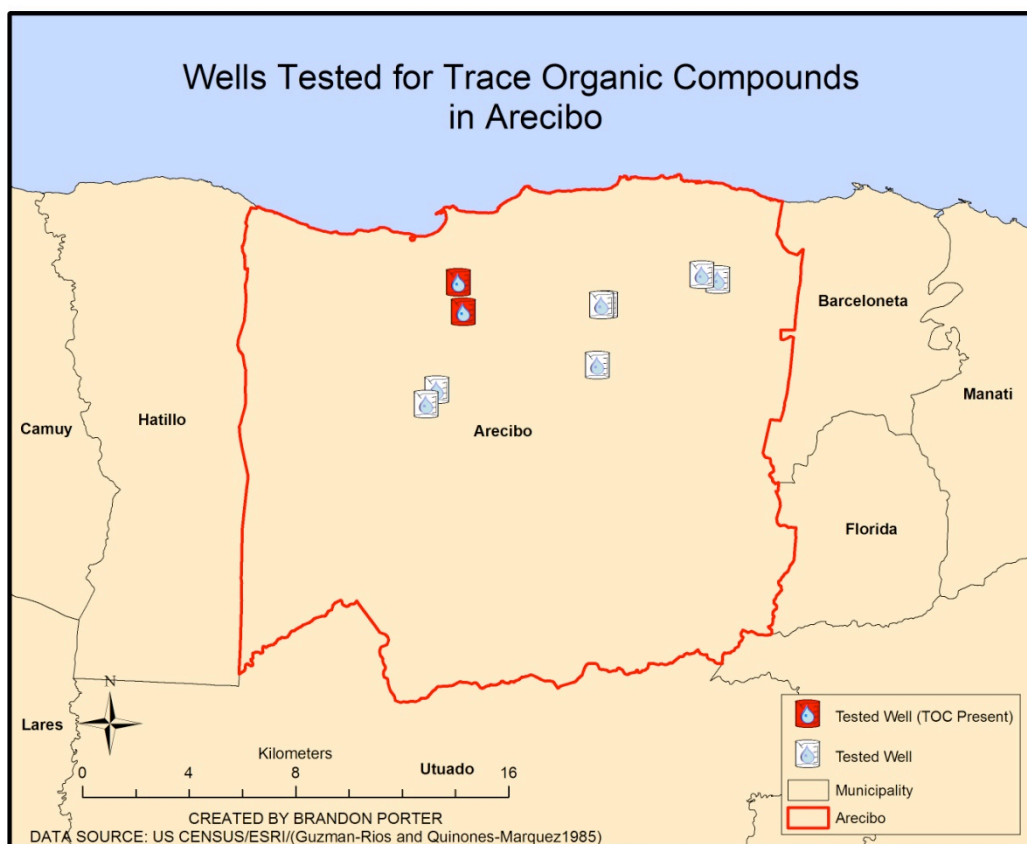 Wells Tested for Trace Organic Compounds
in Arecibo
Barceloneta
Manati
Camuy
Hatillo
Arecibo
Florida
Lares
N
Kilometers
0 4 8 16
Utuado
Tested Well (TOC Present)
Tested Well
Municipality
Arecibo
CREATED BY BRANDON PORTER
DATA SOURCE: US CENSUS/ESRI/(Guzman-Rios and Quinones-Marquez1985)